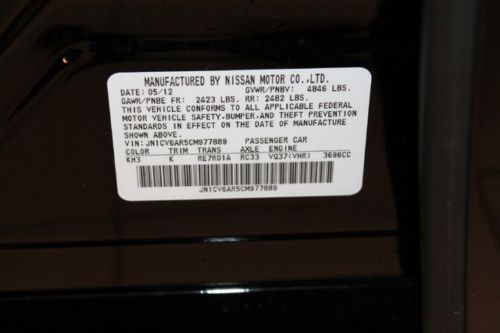 MANUFACTURED BY NISSAN MOTOR CO.,LTD.
DATE: 05/12 GVWR/PNBV: 4846 LBS.
GAWR/PNBE FR: 2423 LBS. RR: 2482 LBS.
THIS VEHICLE CONFORMS TO ALL APPLICABLE FEDERAL
MOTOR VEHICLE SAFETY,BUMPER,AND THEFT PREVENTION
STANDARDS IN EFFECT ON THE DATE OF MANUFACTURE
SHOWN ABOVE.
VIN: JN1CV6AR5CM977889 PASSENGER CAR
COLOR TRIM TRANS AXLE ENGINE
KH3 K RE7R01A RC33 VQ37(VHR) 3696CC
JN1CV6AR5CM977889